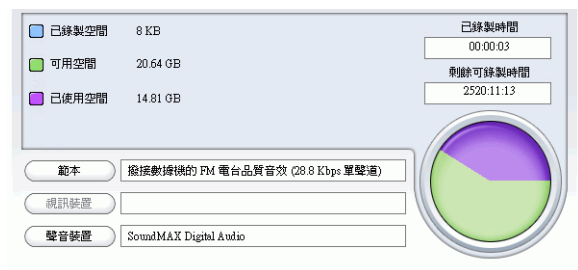 已錄製空間 8 KB
可用空間 20.64 GB
已使用空間 14.81 GB
已錄製時間
00:00:03
剩餘可錄製時間
2520:11:13
範本 撥接數據機的 FM 電台品質音效 (28.8 Kbps 單聲道)
視訊裝置
聲音裝置 SoundMAX Digital Audio